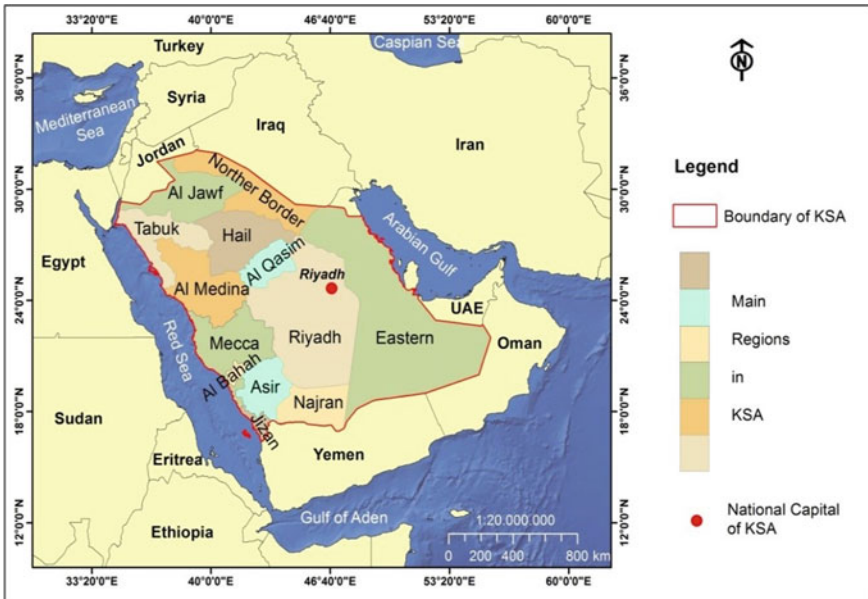 33°20'0"E 40°0'0"E 46°40'0"E 53°20'0"E 60°0'0"E
36°0'0"N
30°0'0"N
24°0'0"N
18°0'0"N
12°0'0"N
Turkey
Caspian Sea
Mediterranean
Sea
Syria
Iraq
Iran
Jordan
Norther Border
Al Jawf
Tabuk
Hail
Al Qasim
Egypt
Al Medina
Riyadh
Arabian Gulf
UAE
Oman
Red Sea
Mecca
Riyadh
Eastern
Al Bahah
Asir
Najran
Jizan
Sudan
Eritrea
Yemen
Ethiopia
Gulf of Aden
1:20 000 000
0 200 400 800 km
33°20'0"E 40°0'0"E 46°40'0"E 53°20'0"E 60°0'0"E
36°0'0"N
30°0'0"N
24°0'0"N
18°0'0"N
12°0'0"N
N
Legend
Boundary of KSA
Main
Regions
in
KSA
National Capital
of KSA